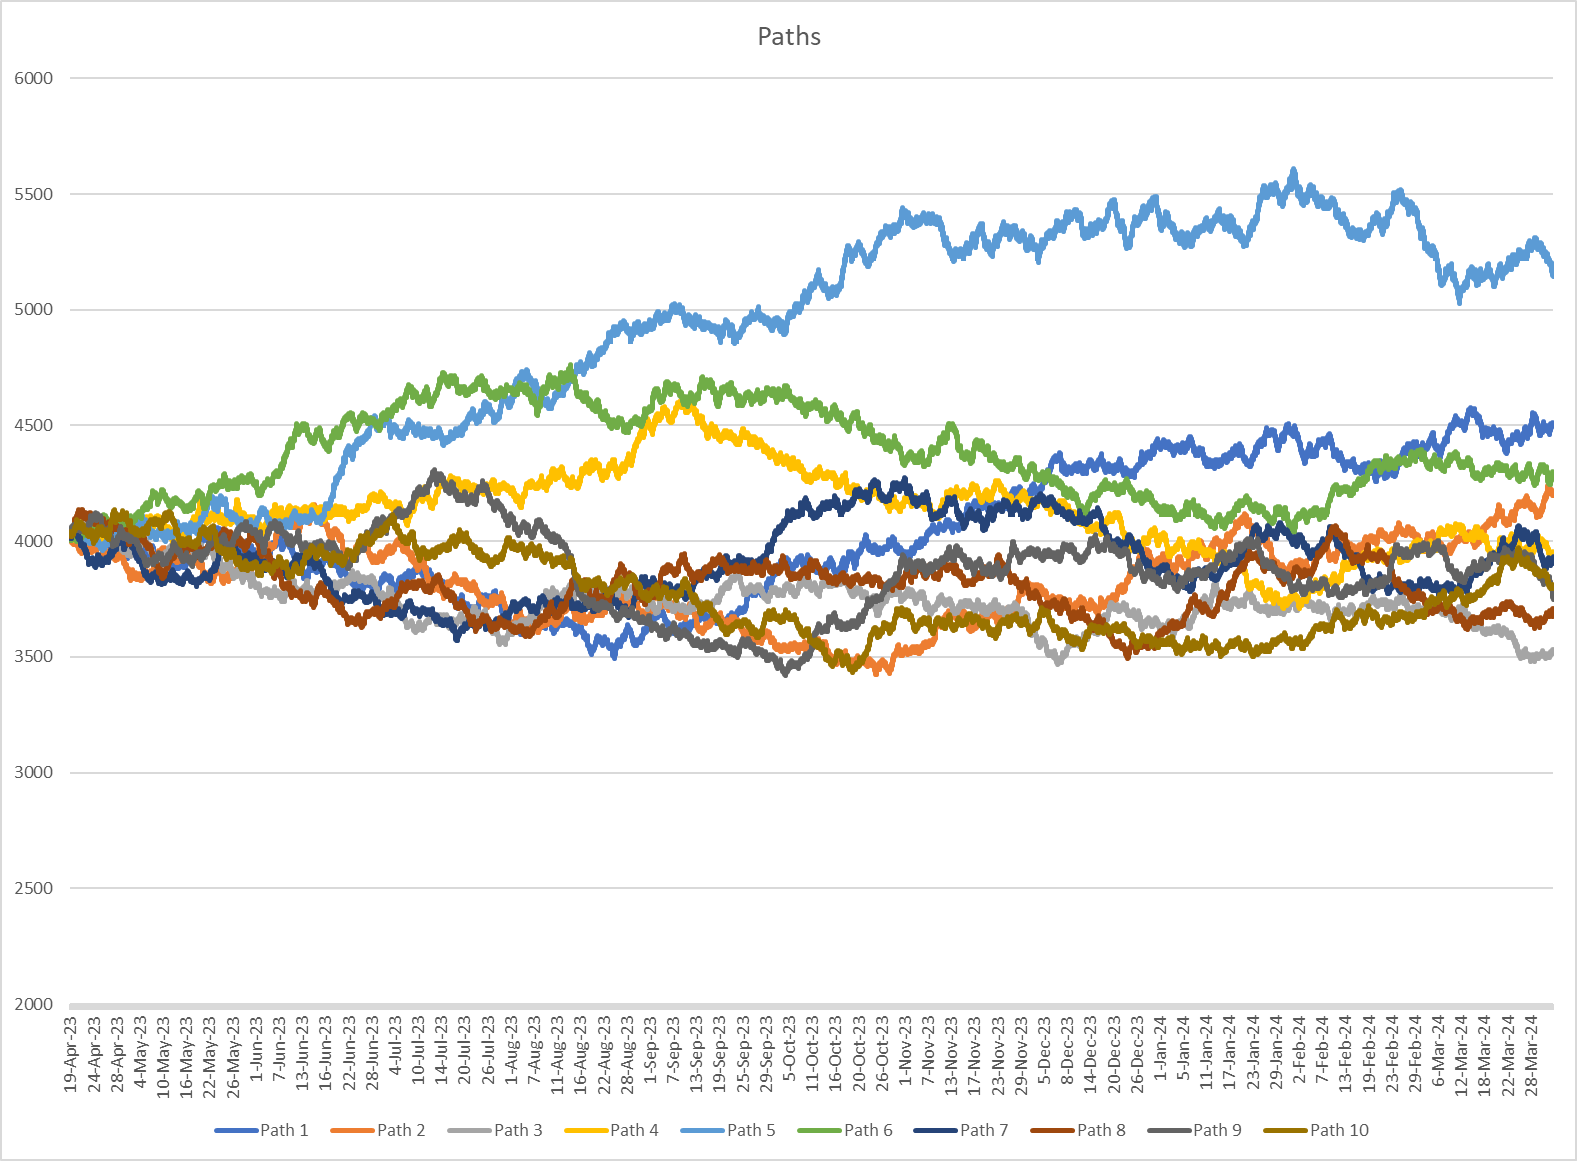 Paths
6000
5500
5000
4500
4000
3500
3000
2500
2000
19-Apr-23
24-Apr-23
28-Apr-23
4-May-23
10-May-23
16-May-23
22-May-23
26-May-23
1-Jun-23
7-Jun-23
13-Jun-23
16-Jun-23
22-Jun-23
28-Jun-23
4-Jul-23
10-Jul-23
14-Jul-23
20-Jul-23
26-Jul-23
1-Aug-23
7-Aug-23
11-Aug-23
16-Aug-23
22-Aug-23
28-Aug-23
1-Sep-23
7-Sep-23
13-Sep-23
19-Sep-23
25-Sep-23
29-Sep-23
5-Oct-23
11-Oct-23
16-Oct-23
20-Oct-23
26-Oct-23
1-Nov-23
7-Nov-23
13-Nov-23
17-Nov-23
23-Nov-23
29-Nov-23
5-Dec-23
8-Dec-23
14-Dec-23
20-Dec-23
26-Dec-23
1-Jan-24
5-Jan-24
11-Jan-24
17-Jan-24
23-Jan-24
29-Jan-24
2-Feb-24
7-Feb-24
13-Feb-24
19-Feb-24
23-Feb-24
29-Feb-24
6-Mar-24
12-Mar-24
18-Mar-24
22-Mar-24
28-Mar-24
Path 1 Path 2 Path 3 Path 4 Path 5 Path 6 Path 7 Path 8 Path 9 Path 10